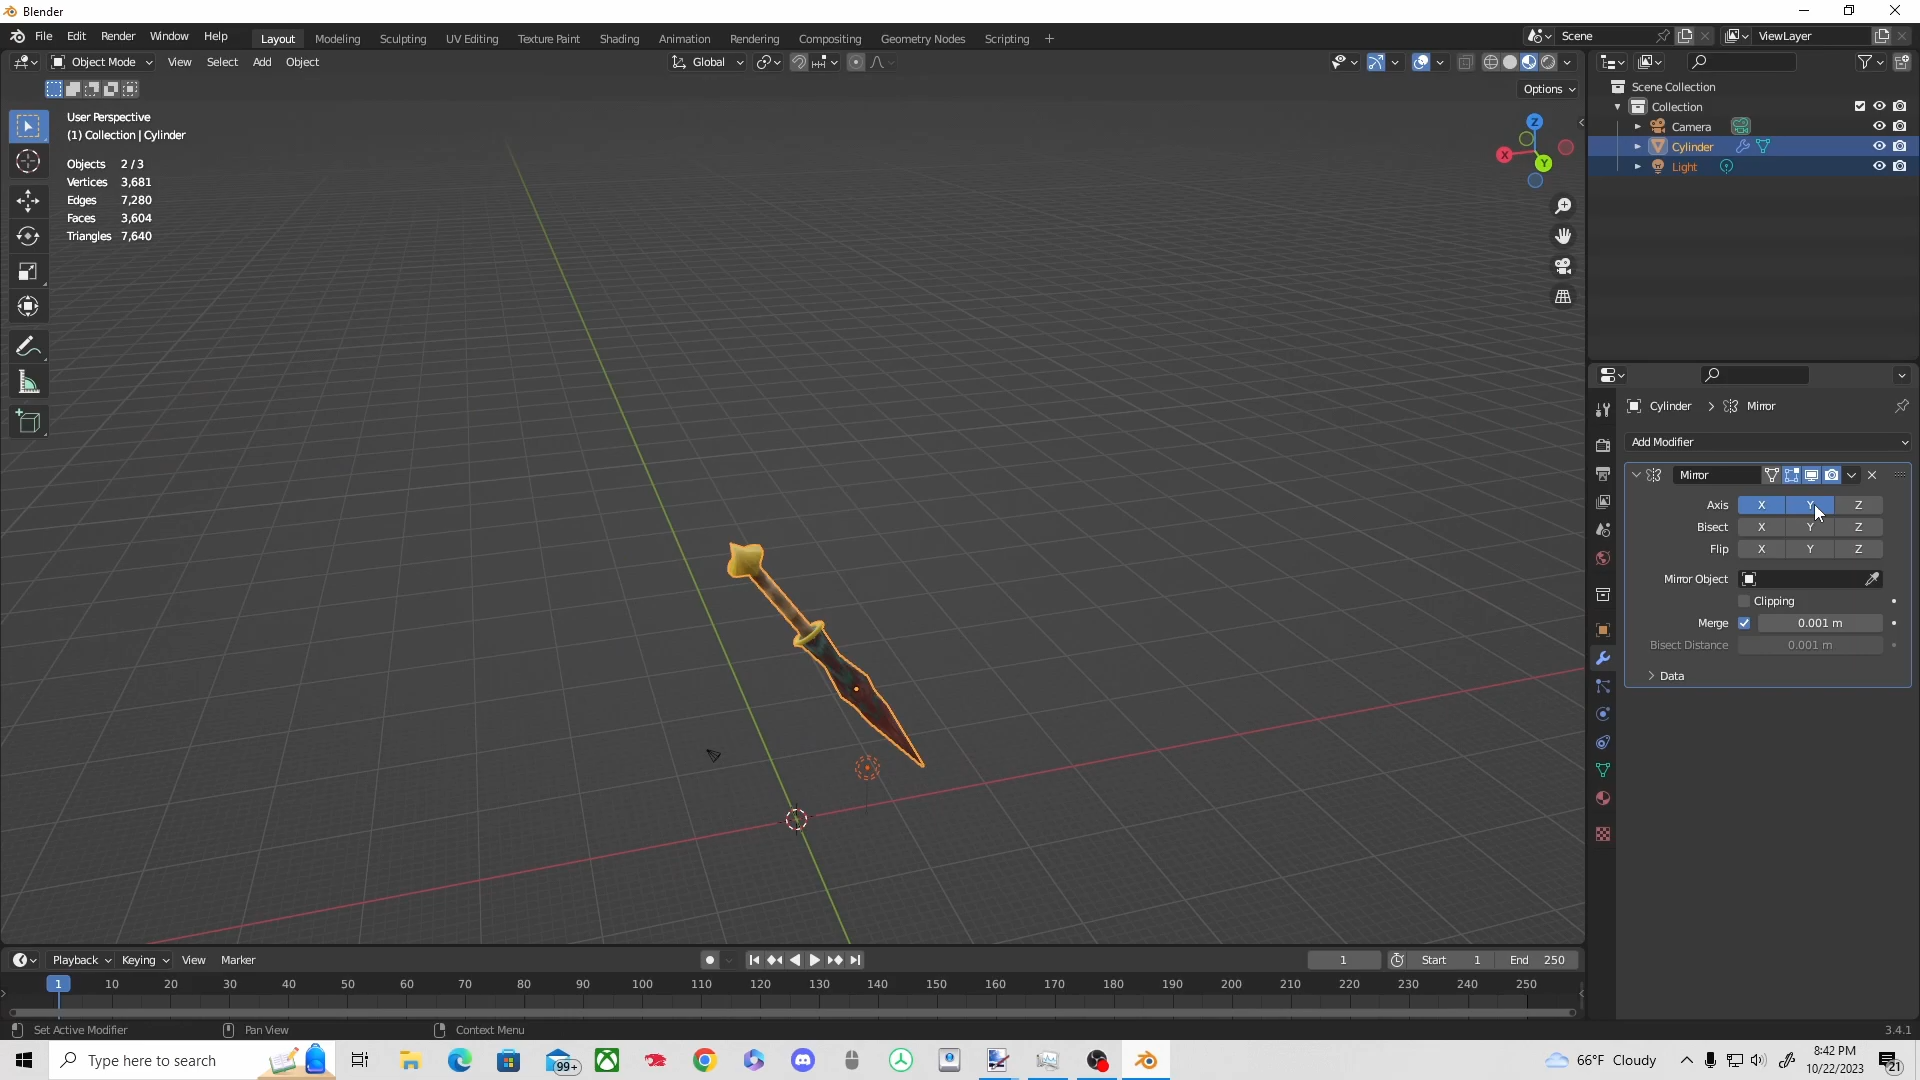 Blender
File Edit Render Window Help Layout Modeling Sculpting UV Editing Texture Paint Shading Animation Rendering Compositing Geometry Nodes Scripting + Scene ViewLayer
Object Mode View Select Add Object Global
Options
User Perspective
(1) Collection | Cylinder
Objects 2/3
Vertices 3,681
Edges 7,280
Faces 3,604
Triangles 7,640
Z
X
Y
Scene Collection
Collection
Camera
Cylinder
Light
Cylinder > Mirror
Add Modifier
Mirror
Axis X Y Z
Bisect X Y Z
Flip X Y Z
Mirror Object
Clipping
Merge 0.001 m
Bisect Distance 0.001 m
> Data
Playback Keying View Marker 1 Start 1 End 250
1 10 20 30 40 50 60 70 80 90 100 110 120 130 140 150 160 170 180 190 200 210 220 230 240 250
Set Active Modifier Pan View Context Menu 3.4.1
Type here to search 99+ 66°F Cloudy 8:42 PM
10/22/2023 21